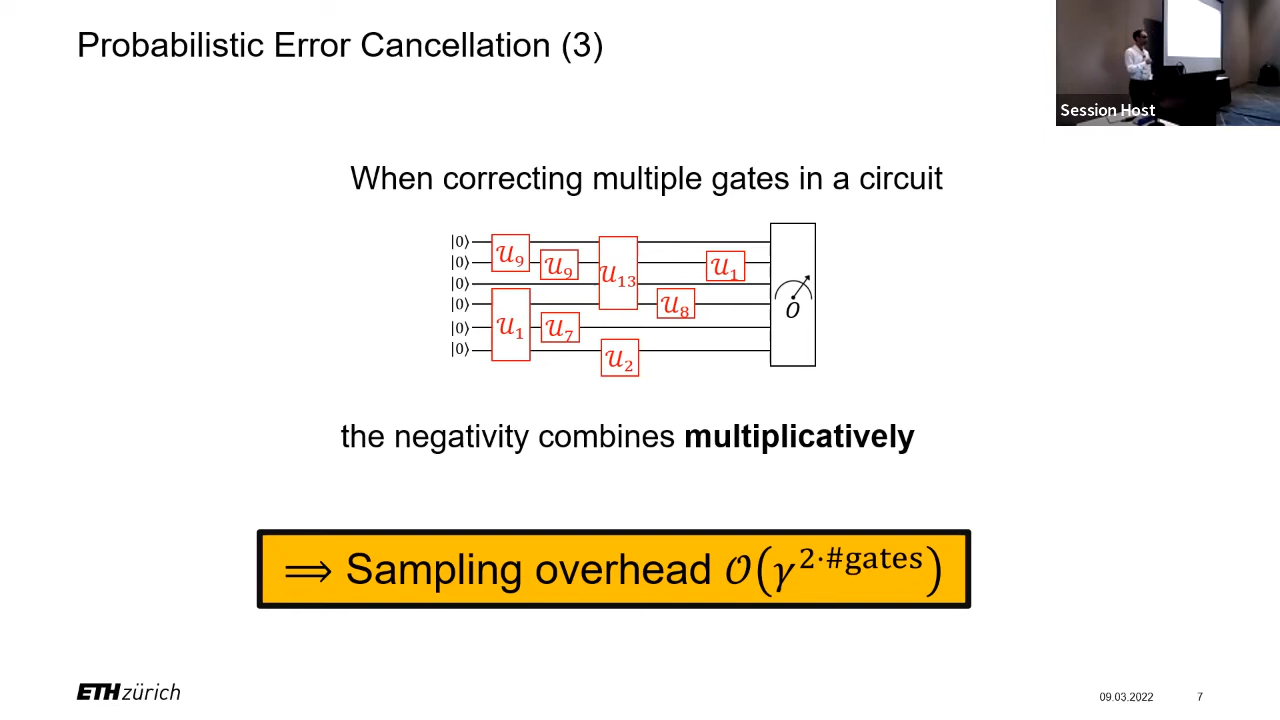 Probabilistic Error Cancellation (3)
Session Host
When correcting multiple gates in a circuit
|0⟩
|0⟩
|0⟩
|0⟩
|0⟩
|0⟩
𝒰₉
𝒰₉
𝒰₁₃
𝒰₁
𝒰₁
𝒰₇
𝒰₈
𝒰₂
O
the negativity combines multiplicatively
⟹ Sampling overhead 𝒪(γ^{2·#gates})
ETH zürich
09.03.2022
7